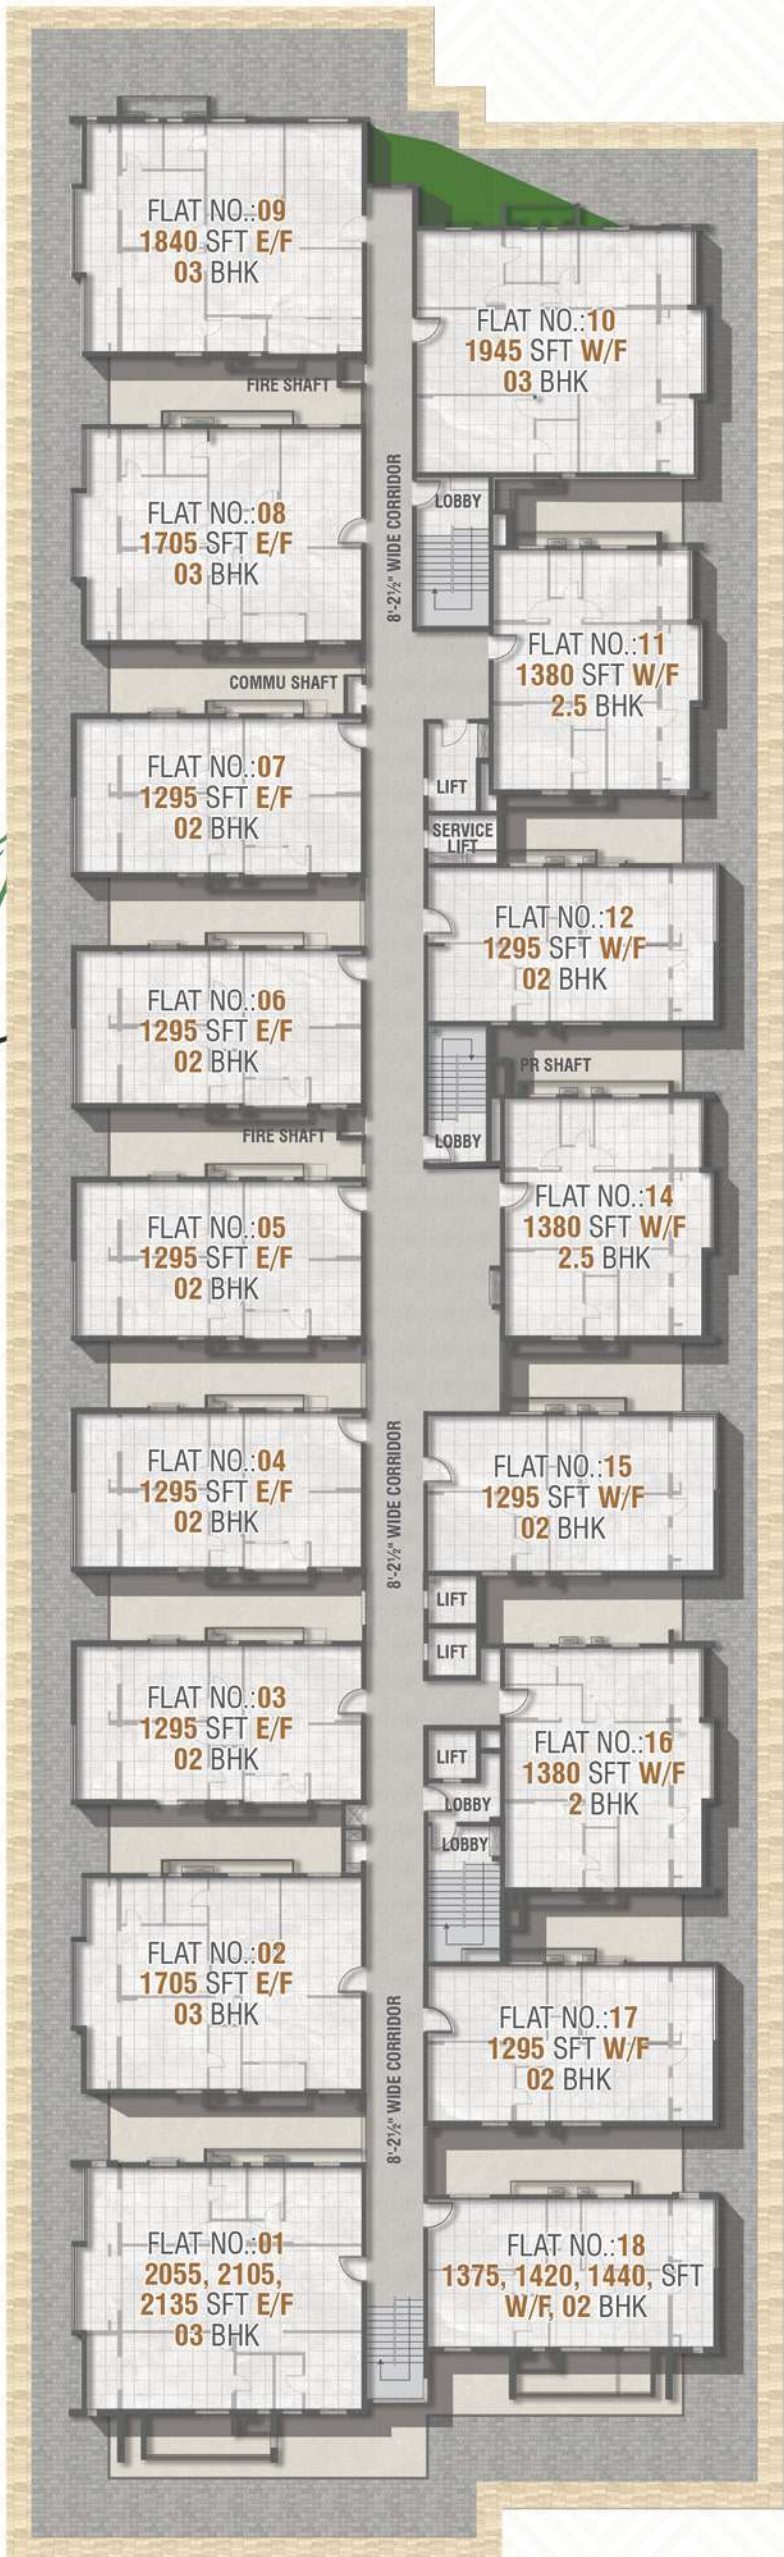 FLAT NO.:09
1840 SFT E/F
03 BHK
FIRE SHAFT
FLAT NO.:10
1945 SFT W/F
03 BHK
8'-2½" WIDE CORRIDOR
LOBBY
FLAT NO.:08
1705 SFT E/F
03 BHK
FLAT NO.:11
1380 SFT W/F
2.5 BHK
COMMU SHAFT
FLAT NO.:07
1295 SFT E/F
02 BHK
LIFT
SERVICE
LIFT
FLAT NO.:12
1295 SFT W/F
02 BHK
FLAT NO.:06
1295 SFT E/F
02 BHK
PR SHAFT
FIRE SHAFT
LOBBY
FLAT NO.:14
1380 SFT W/F
2.5 BHK
FLAT NO.:05
1295 SFT E/F
02 BHK
FLAT NO.:04
1295 SFT E/F
02 BHK
8'-2½" WIDE CORRIDOR
FLAT NO.:15
1295 SFT W/F
02 BHK
LIFT
LIFT
FLAT NO.:03
1295 SFT E/F
02 BHK
FLAT NO.:16
1380 SFT W/F
2 BHK
LIFT
LOBBY
LOBBY
FLAT NO.:02
1705 SFT E/F
03 BHK
8'-2½" WIDE CORRIDOR
FLAT NO.:17
1295 SFT W/F
02 BHK
FLAT NO.:01
2055, 2105,
2135 SFT E/F
03 BHK
FLAT NO.:18
1375, 1420, 1440, SFT
W/F, 02 BHK